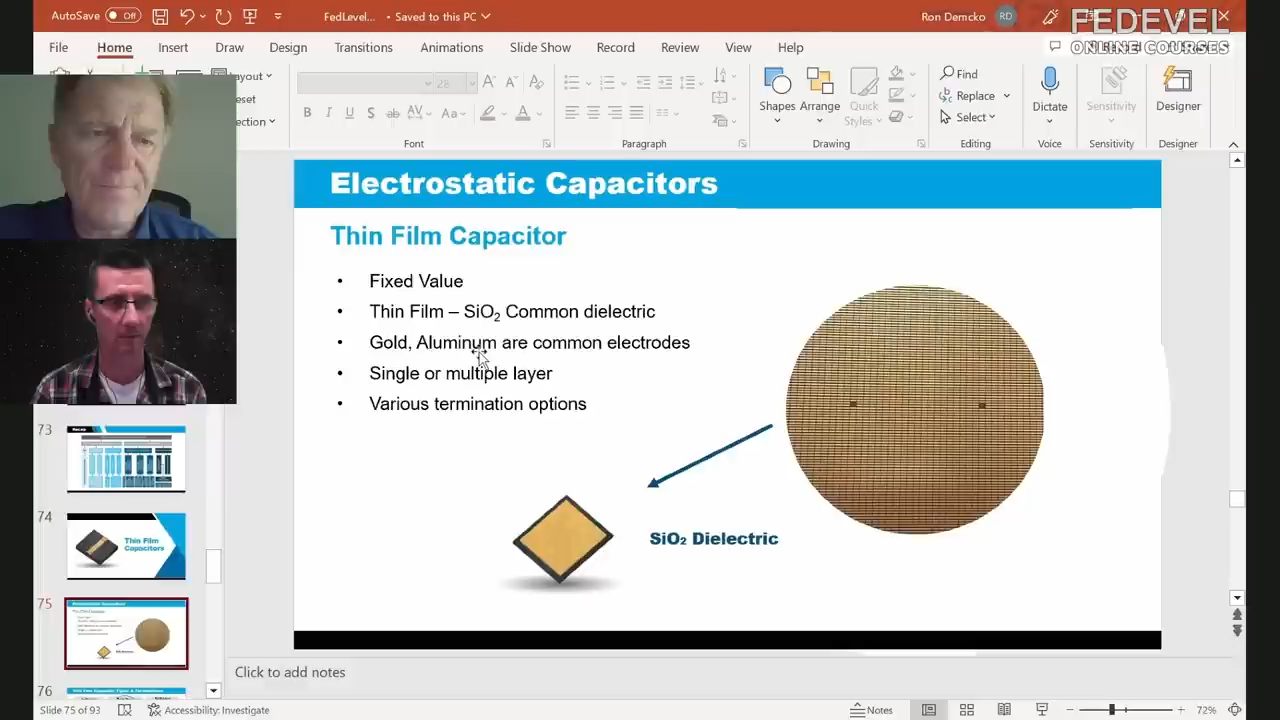 AutoSave Off FedLevel... • Saved to this PC Ron Demcko RD
FEDEVEL
ONLINE COURSES
File Home Insert Draw Design Transitions Animations Slide Show Record Review View Help
28
Shapes Arrange Quick Styles
Find
Replace
Select
Dictate Sensitivity Designer
Font Paragraph Drawing Editing Voice Sensitivity Designer
Electrostatic Capacitors
Thin Film Capacitor
• Fixed Value
• Thin Film – SiO₂ Common dielectric
• Gold, Aluminum are common electrodes
• Single or multiple layer
• Various termination options
SiO₂ Dielectric
73
Recap
74
Thin Film
Capacitors
75
76
Click to add notes
Slide 75 of 93 Accessibility: Investigate Notes 72%